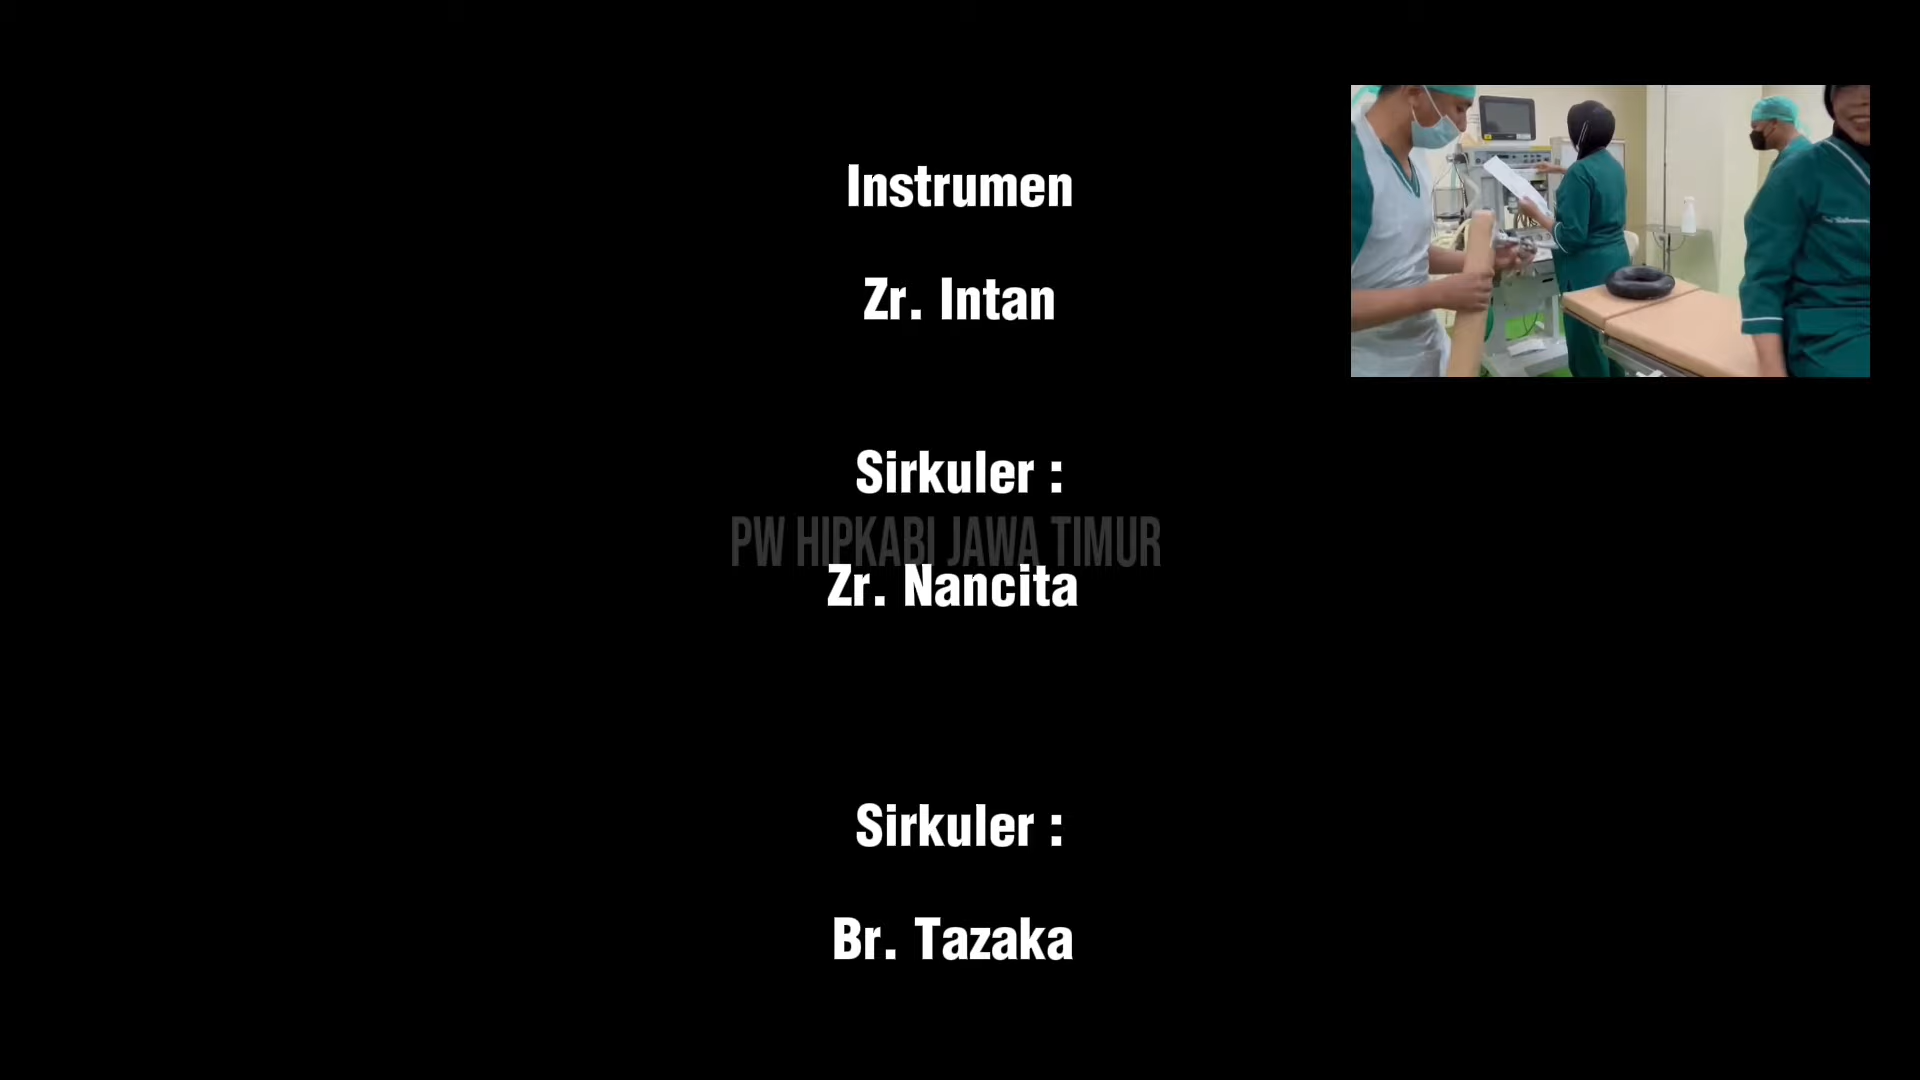 Instrumen
Zr. Intan
Sirkuler :
PW HIPKABI JAWA TIMUR
Zr. Nancita
Sirkuler :
Br. Tazaka